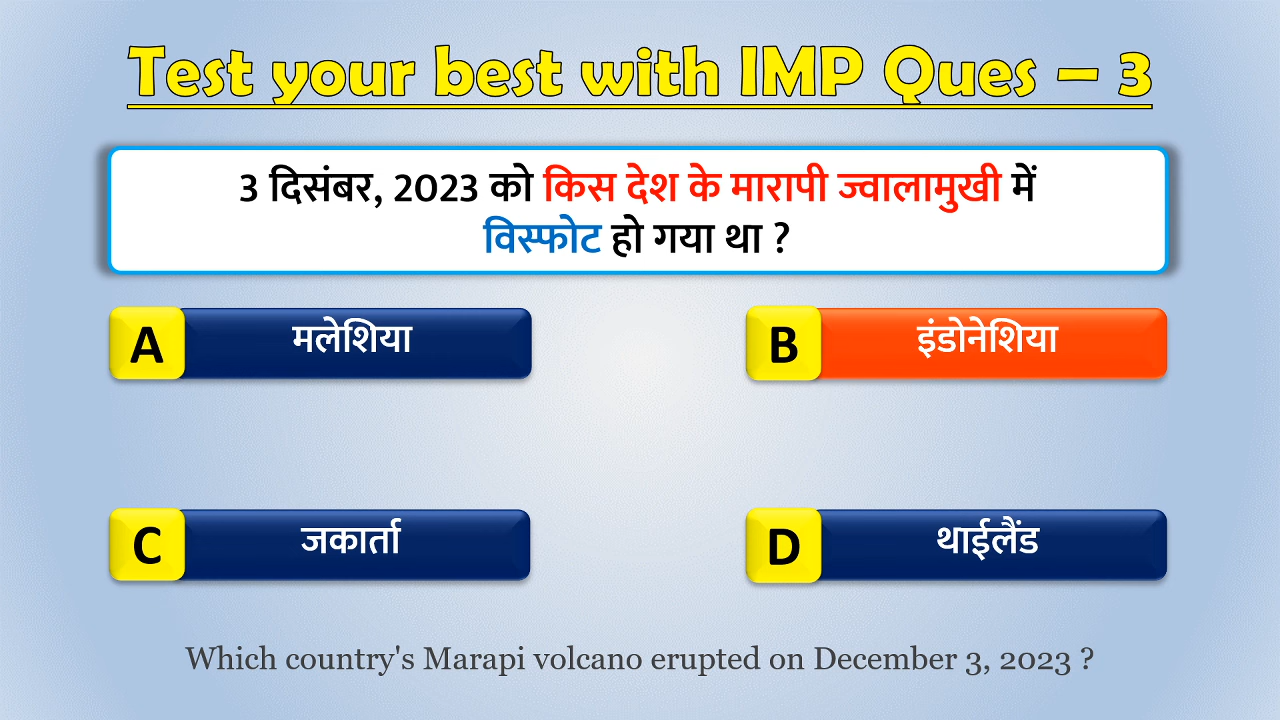 Test your best with IMP Ques – 3
3 दिसंबर, 2023 को किस देश के मारापी ज्वालामुखी में
विस्फोट हो गया था ?
A मलेशिया
B इंडोनेशिया
C जकार्ता
D थाईलैंड
Which country's Marapi volcano erupted on December 3, 2023 ?